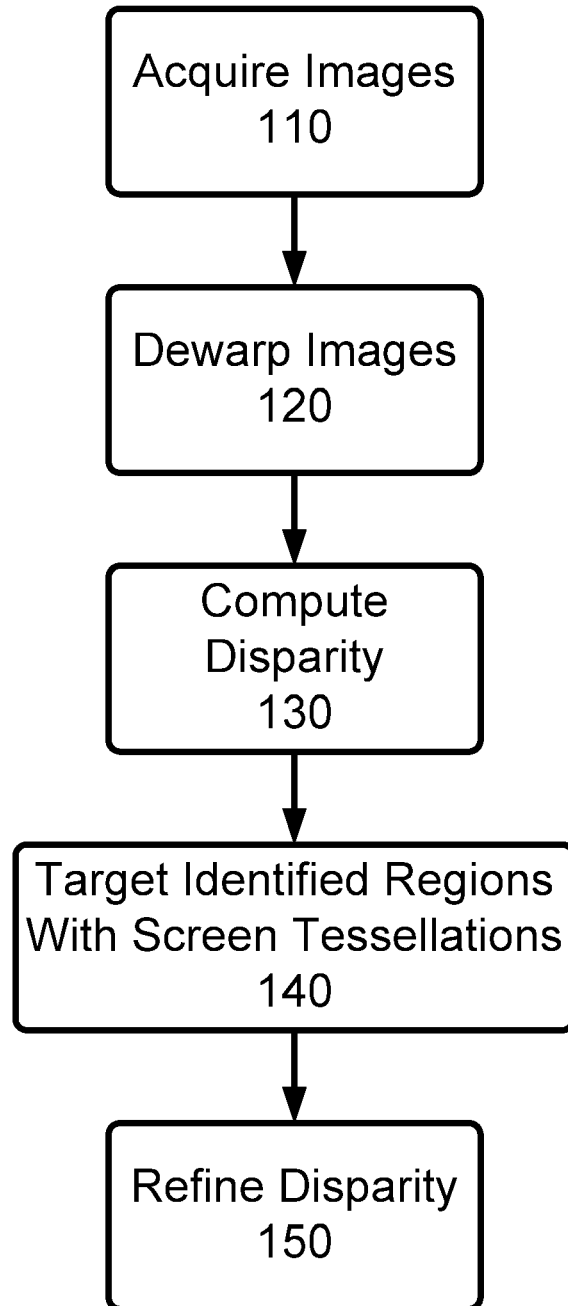 Acquire Images
110
Dewarp Images
120
Compute
Disparity
130
Target Identified Regions
With Screen Tessellations
140
Refine Disparity
150